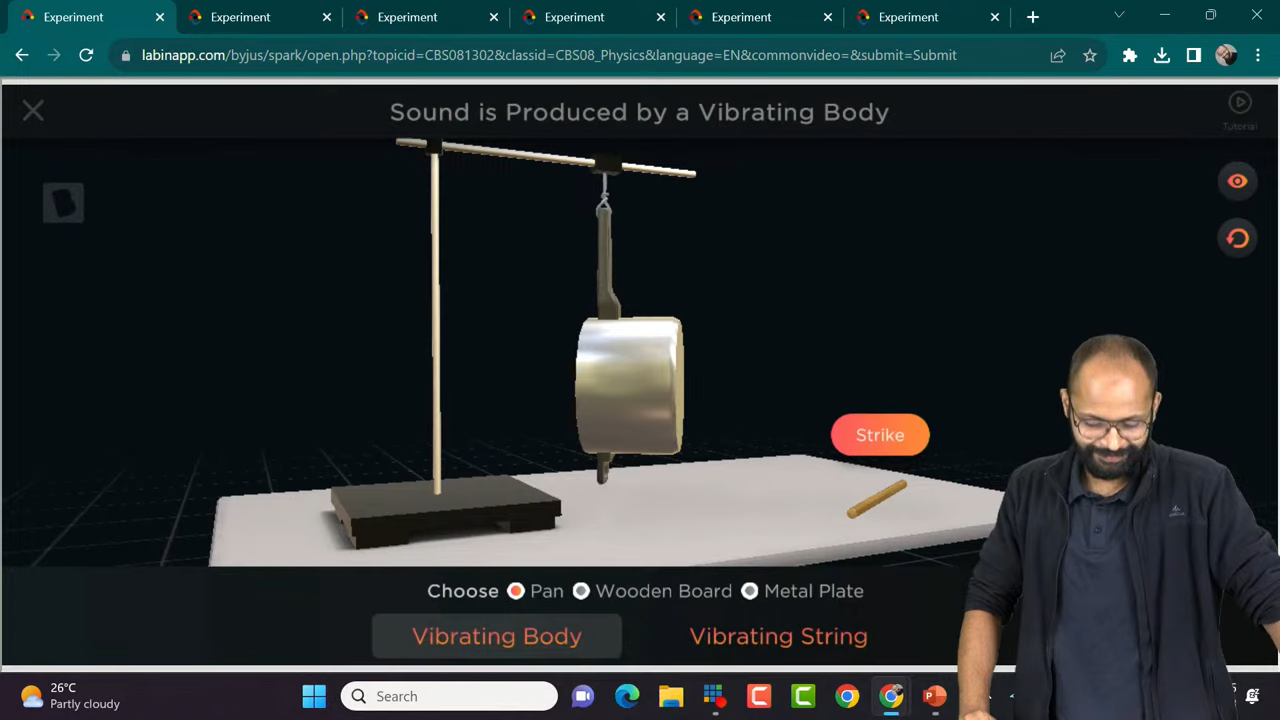 Experiment Experiment Experiment Experiment Experiment Experiment
labinapp.com/byjus/spark/open.php?topicid=CBS081302&classid=CBS08_Physics&language=EN&commonvideo=&submit=Submit
Sound is Produced by a Vibrating Body
Tutorial
Strike
Choose Pan Wooden Board Metal Plate
Vibrating Body Vibrating String
26°C
Partly cloudy
Search